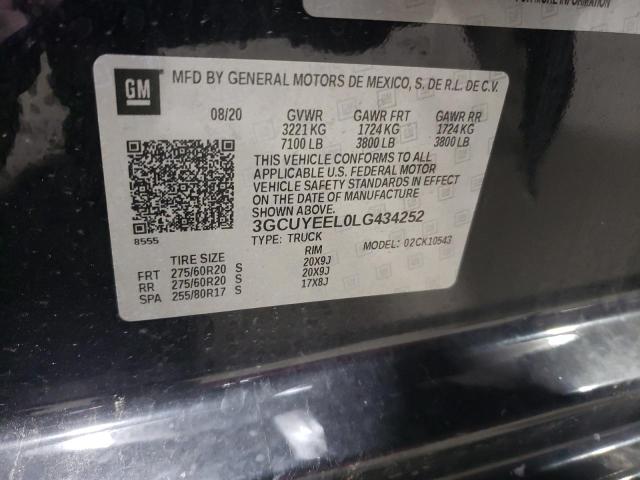 FOR MORE INFORMATION
GM
MFD BY GENERAL MOTORS DE MEXICO, S. DE R.L. DE C.V.
08/20 GVWR GAWR FRT GAWR RR
3221 KG 1724 KG 1724 KG
7100 LB 3800 LB 3800 LB
THIS VEHICLE CONFORMS TO ALL
APPLICABLE U.S. FEDERAL MOTOR
VEHICLE SAFETY STANDARDS IN EFFECT
ON THE DATE OF MANUFACTURE
SHOWN ABOVE.
3GCUYEEL0LG434252
8555
TYPE: TRUCK MODEL: 02CK10543
TIRE SIZE RIM
FRT 275/60R20 S 20X9J
RR 275/60R20 S 20X9J
SPA 255/80R17 S 17X8J